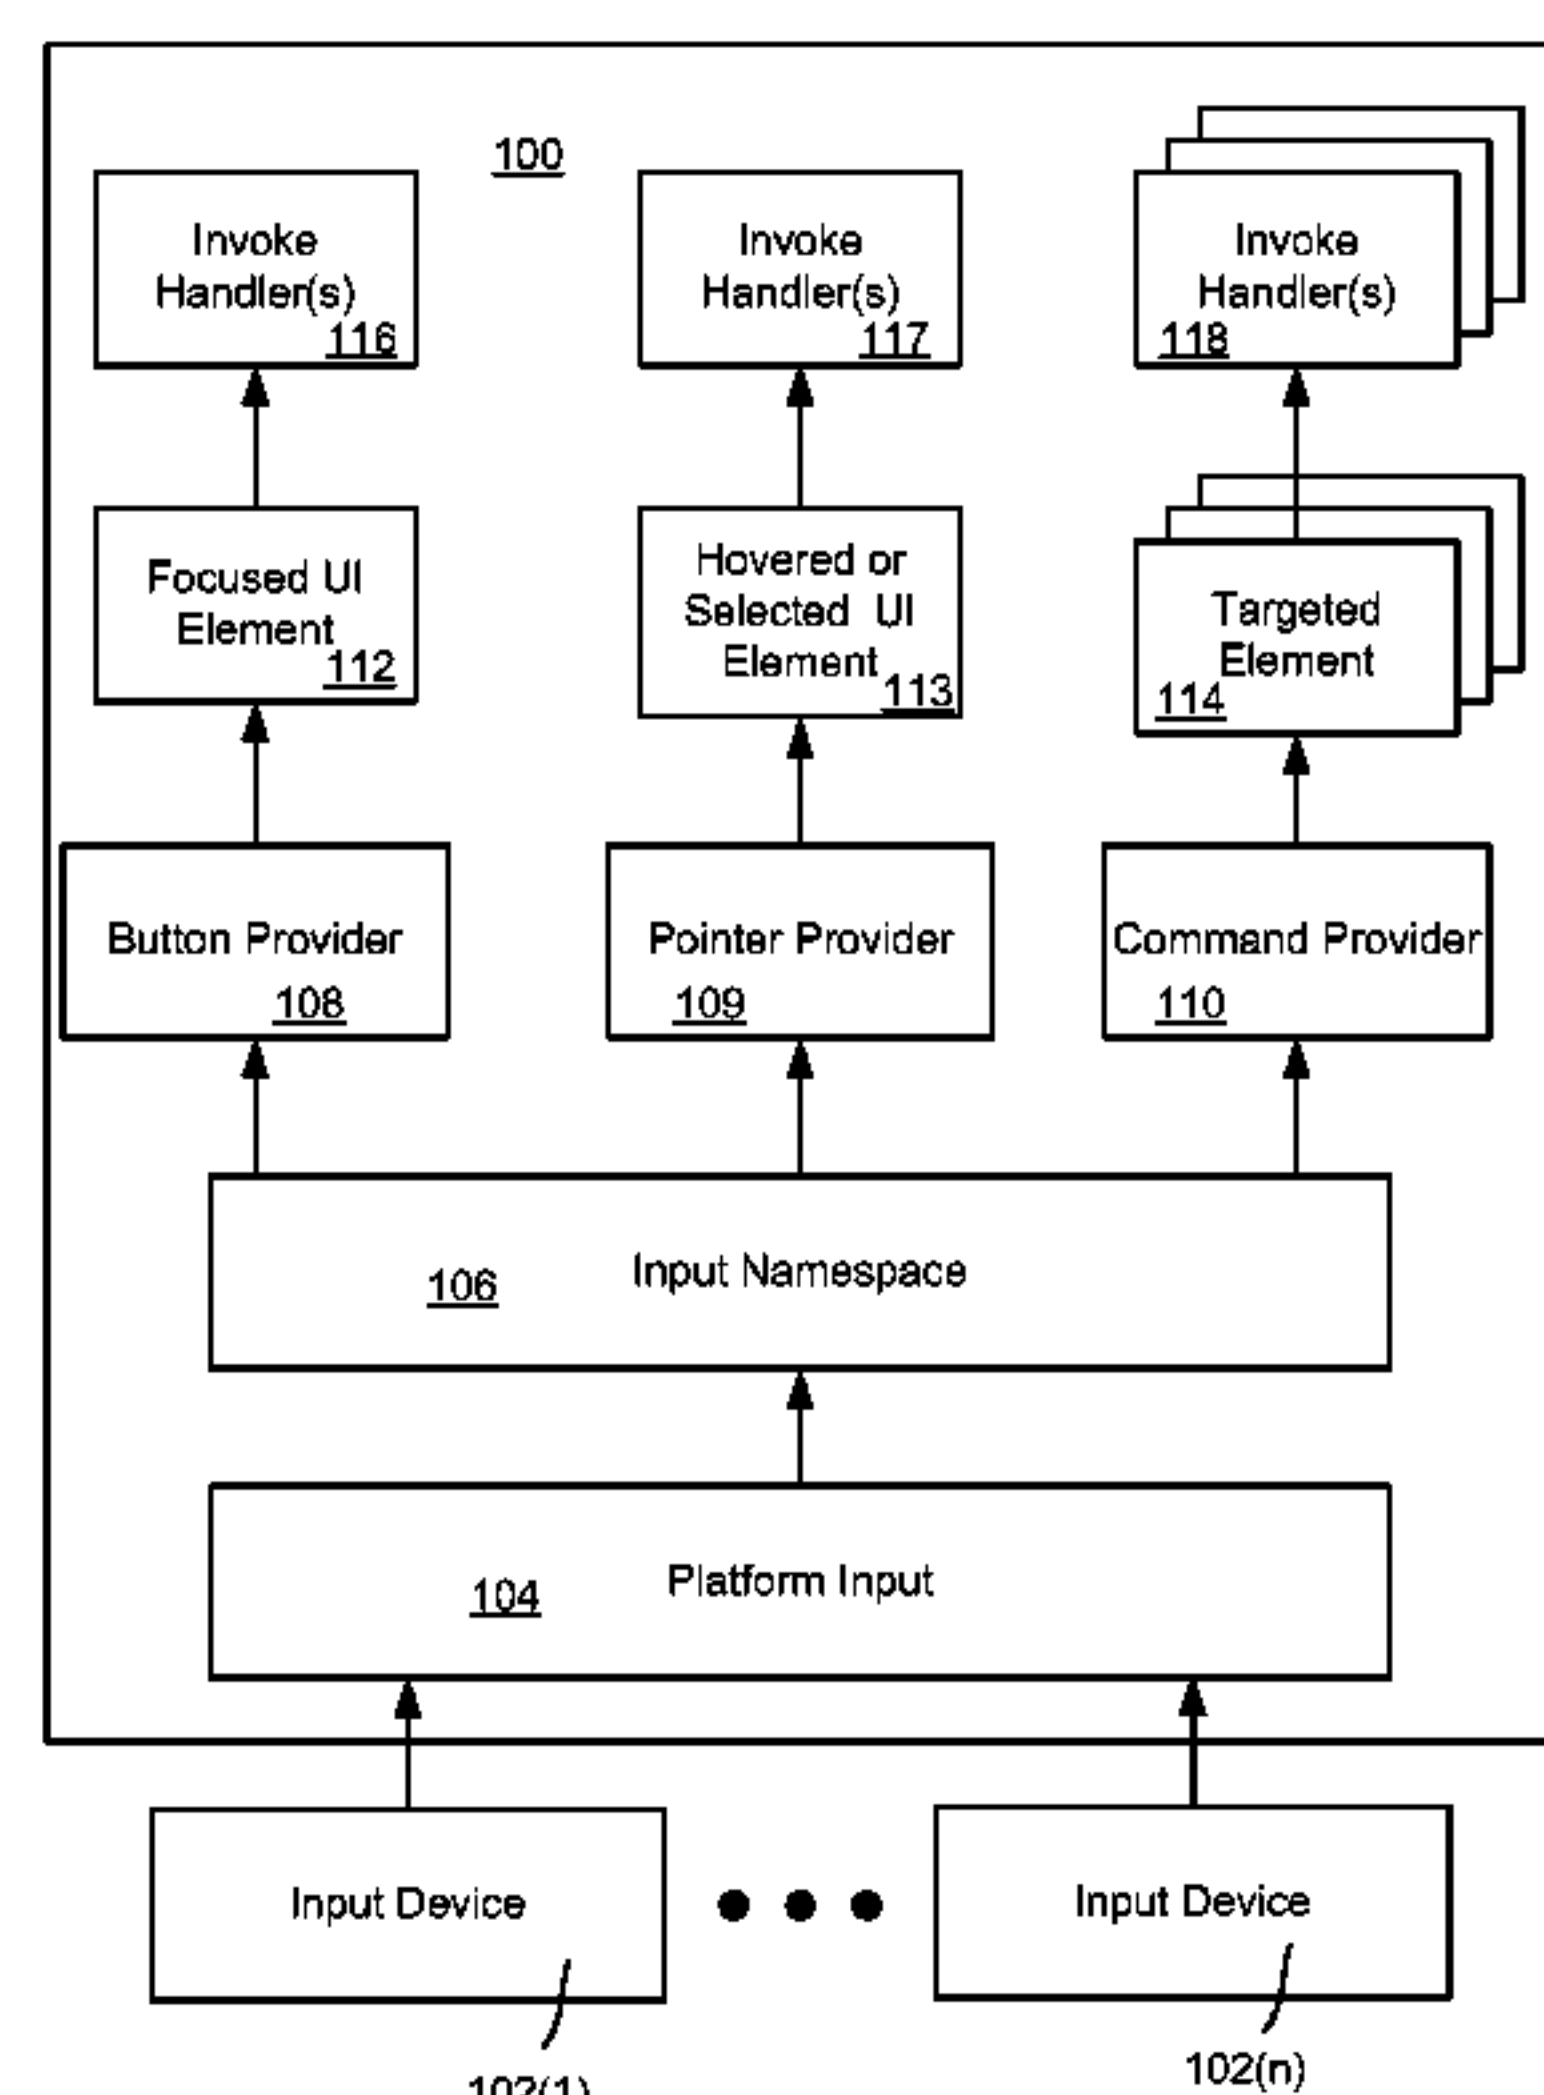 100
Invoke
Handler(s)
116
Invoke
Handler(s)
117
Invoke
Handler(s)
118
Focused UI
Element
112
Hovered or
Selected UI
Element
113
Targeted
Element
114
Button Provider
108
Pointer Provider
109
Command Provider
110
Input Namespace
106
Platform Input
104
Input Device
Input Device
102(1)
102(n)